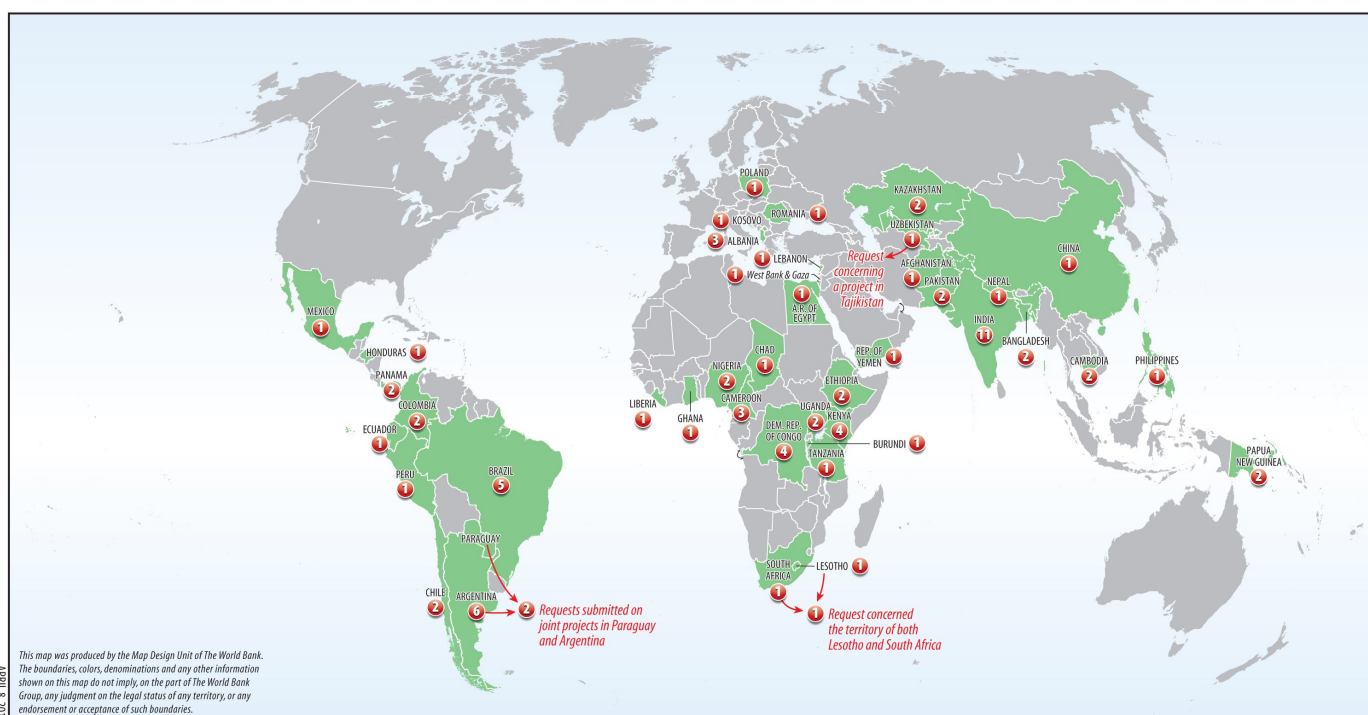 POLAND
1
KAZAKHSTAN
2
ROMANIA
1
1
KOSOVO
UZBEKISTAN
1
3
ALBANIA
CHINA
1
1
LEBANON
Request
concerning
a project in
Tajikistan
AFGHANISTAN
1
1
West Bank & Gaza
PAKISTAN
2
NEPAL
1
1
A.R. OF
EGYPT
MEXICO
1
INDIA
11
BANGLADESH
2
HONDURAS
1
CHAD
1
REP. OF
YEMEN
1
CAMBODIA
2
PHILIPPINES
1
PANAMA
2
NIGERIA
2
ETHIOPIA
2
COLOMBIA
2
LIBERIA
1
GHANA
1
CAMEROON
3
UGANDA
2
KENYA
4
ECUADOR
1
DEM. REP.
OF CONGO
4
BURUNDI
1
TANZANIA
1
PAPUA
NEW GUINEA
2
PERU
1
BRAZIL
5
PARAGUAY
SOUTH
AFRICA
1
LESOTHO
1
CHILE
2
ARGENTINA
6
2
Requests submitted on
joint projects in Paraguay
and Argentina
1
Request concerned
the territory of both
Lesotho and South Africa
This map was produced by the Map Design Unit of The World Bank.
The boundaries, colors, denominations and any other information
shown on this map do not imply, on the part of The World Bank
Group, any judgment on the legal status of any territory, or any
endorsement or acceptance of such boundaries.